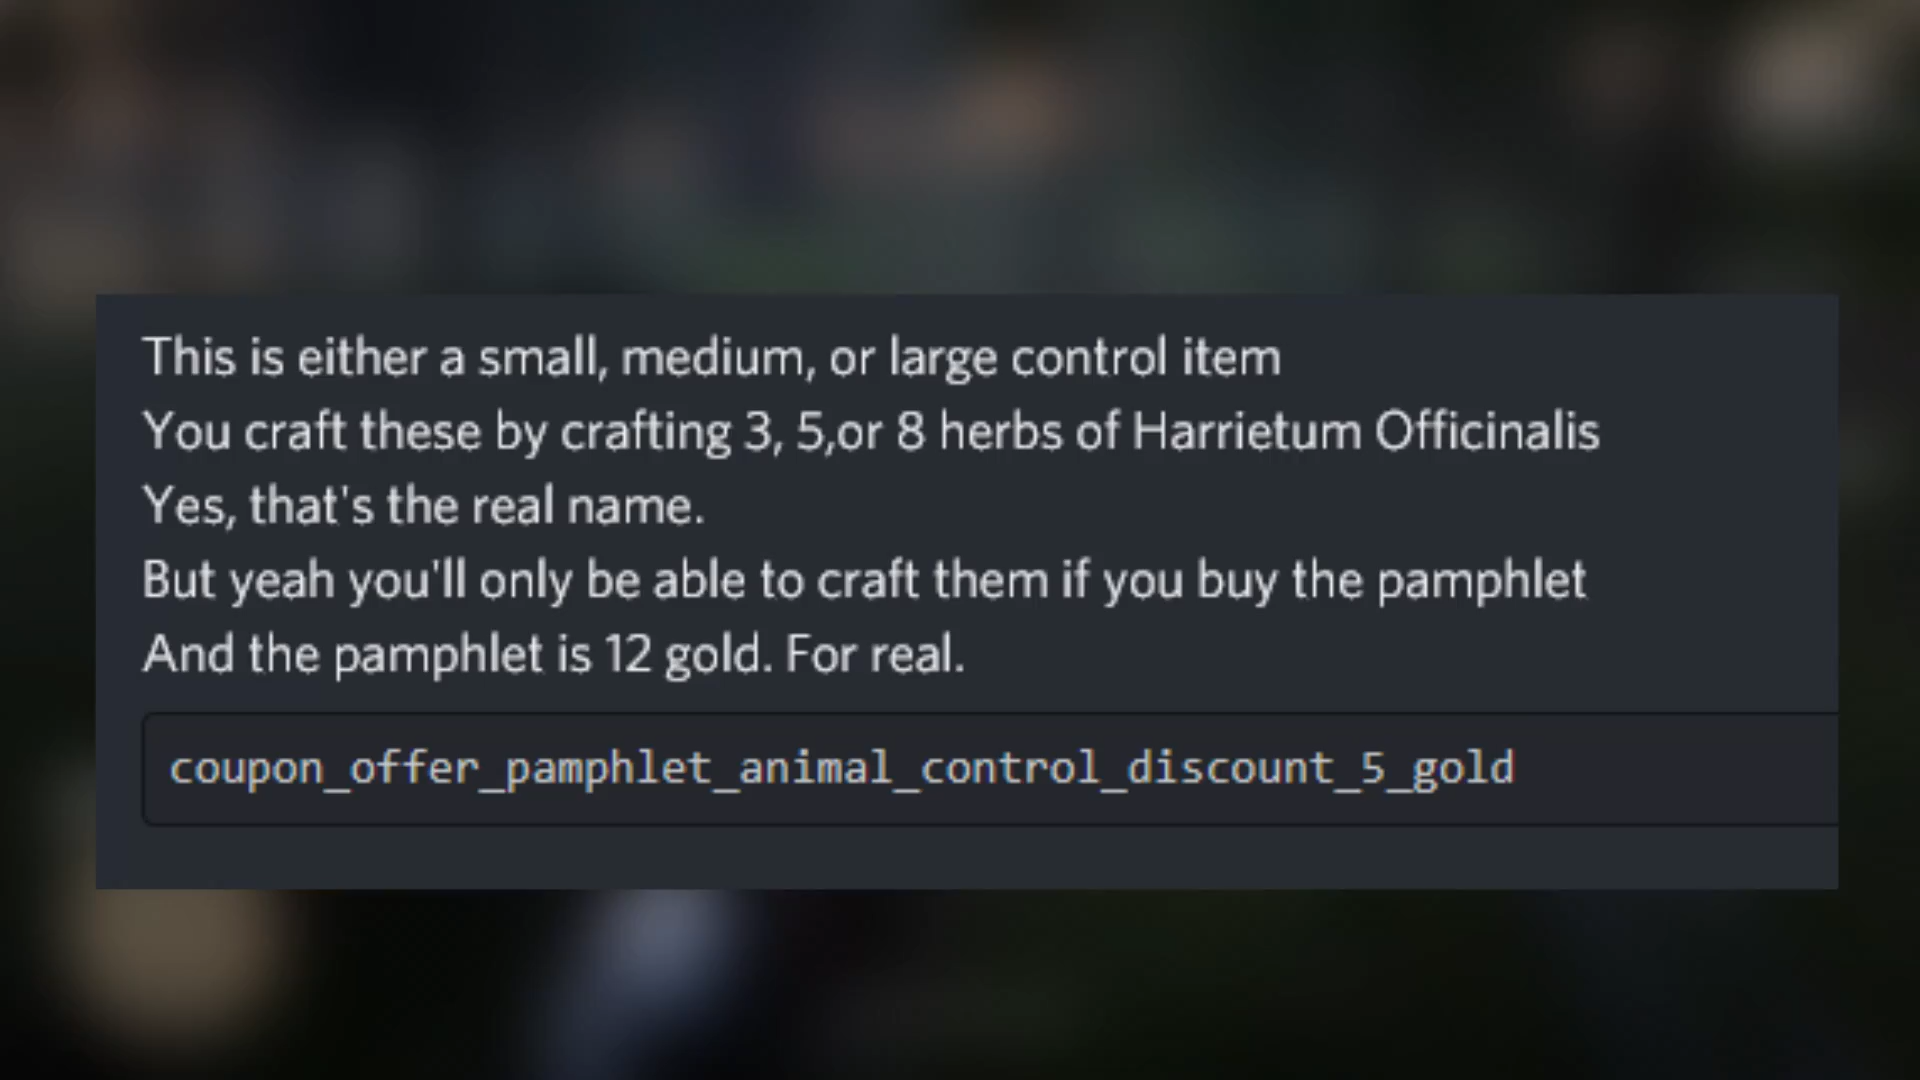 This is either a small, medium, or large control item
You craft these by crafting 3, 5,or 8 herbs of Harrietum Officinalis
Yes, that's the real name.
But yeah you'll only be able to craft them if you buy the pamphlet
And the pamphlet is 12 gold. For real.
coupon_offer_pamphlet_animal_control_discount_5_gold